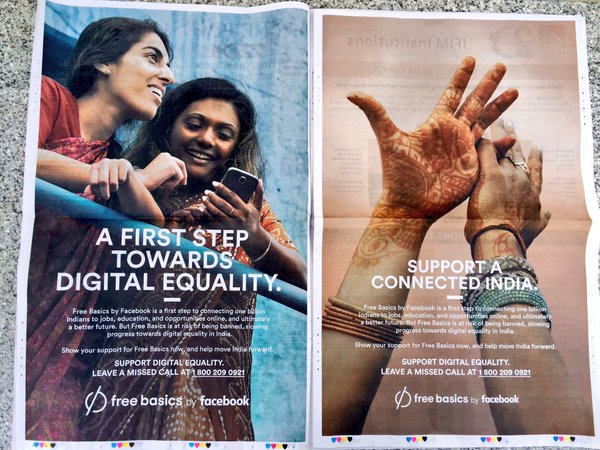 A FIRST STEP
TOWARDS
DIGITAL EQUALITY.
Free Basics by Facebook is a first step to connecting one billion
Indians to jobs, education, and opportunities online, and ultimately
a better future. But Free Basics is at risk of being banned, slowing
progress towards digital equality in India.
Show your support for Free Basics now, and help move India forward.
SUPPORT DIGITAL EQUALITY.
LEAVE A MISSED CALL AT 1 800 209 0921
free basics by facebook
IFIM Institutions
SUPPORT A
CONNECTED INDIA.
Free Basics by Facebook is a first step to connecting one billion
Indians to jobs, education, and opportunities online, and ultimately
a better future. But Free Basics is at risk of being banned, slowing
progress towards digital equality in India.
Show your support for Free Basics now, and help move India forward.
SUPPORT DIGITAL EQUALITY.
LEAVE A MISSED CALL AT 1 800 209 0921
free basics by facebook